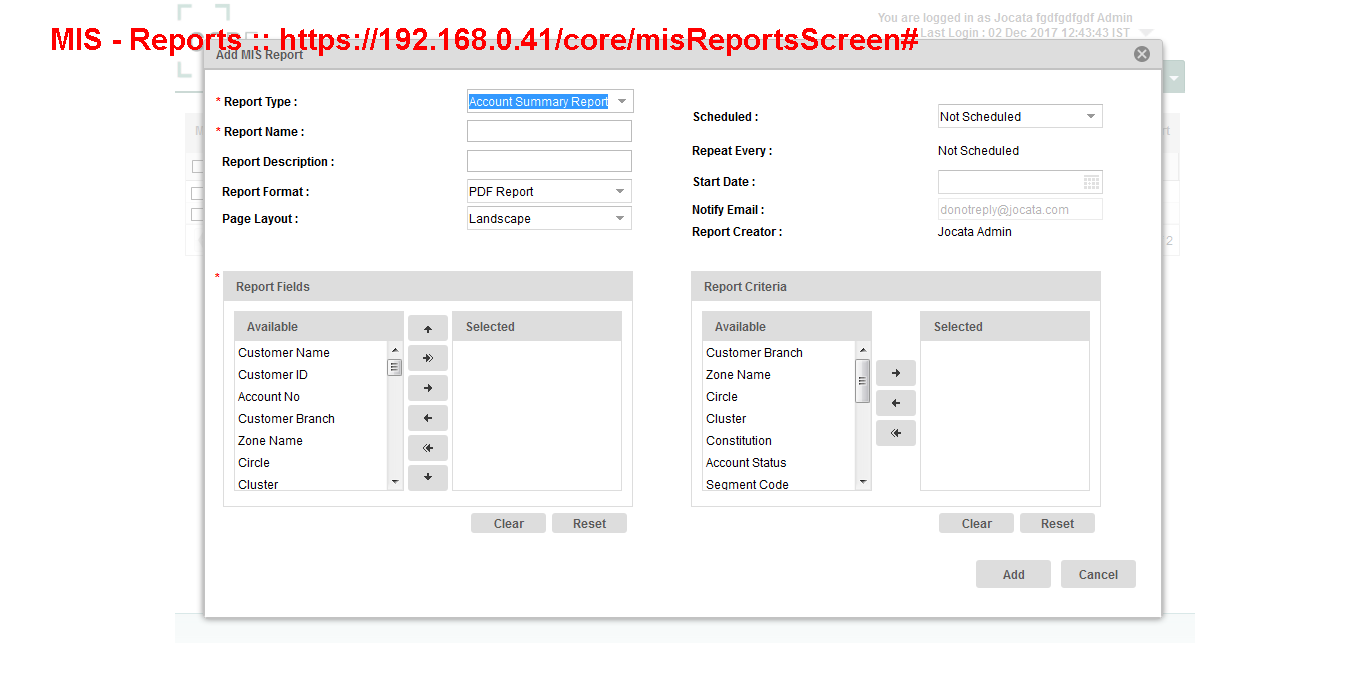 You are logged in as Jocata fgdfgdfgdf Admin
MIS - Reports :: https://192.168.0.41/core/misReportsScreen#
Last Login : 02 Dec 2017 12:43:43 IST
Add MIS Report
* Report Type :
Account Summary Report
* Report Name :
Report Description :
Report Format :
PDF Report
Page Layout :
Landscape
Scheduled :
Not Scheduled
Repeat Every :
Not Scheduled
Start Date :
Notify Email :
donotreply@jocata.com
Report Creator :
Jocata Admin
*
Report Fields
Available
Selected
Customer Name
Customer ID
Account No
Customer Branch
Zone Name
Circle
Cluster
Clear
Reset
Report Criteria
Available
Selected
Customer Branch
Zone Name
Circle
Cluster
Constitution
Account Status
Segment Code
Clear
Reset
Add
Cancel
2